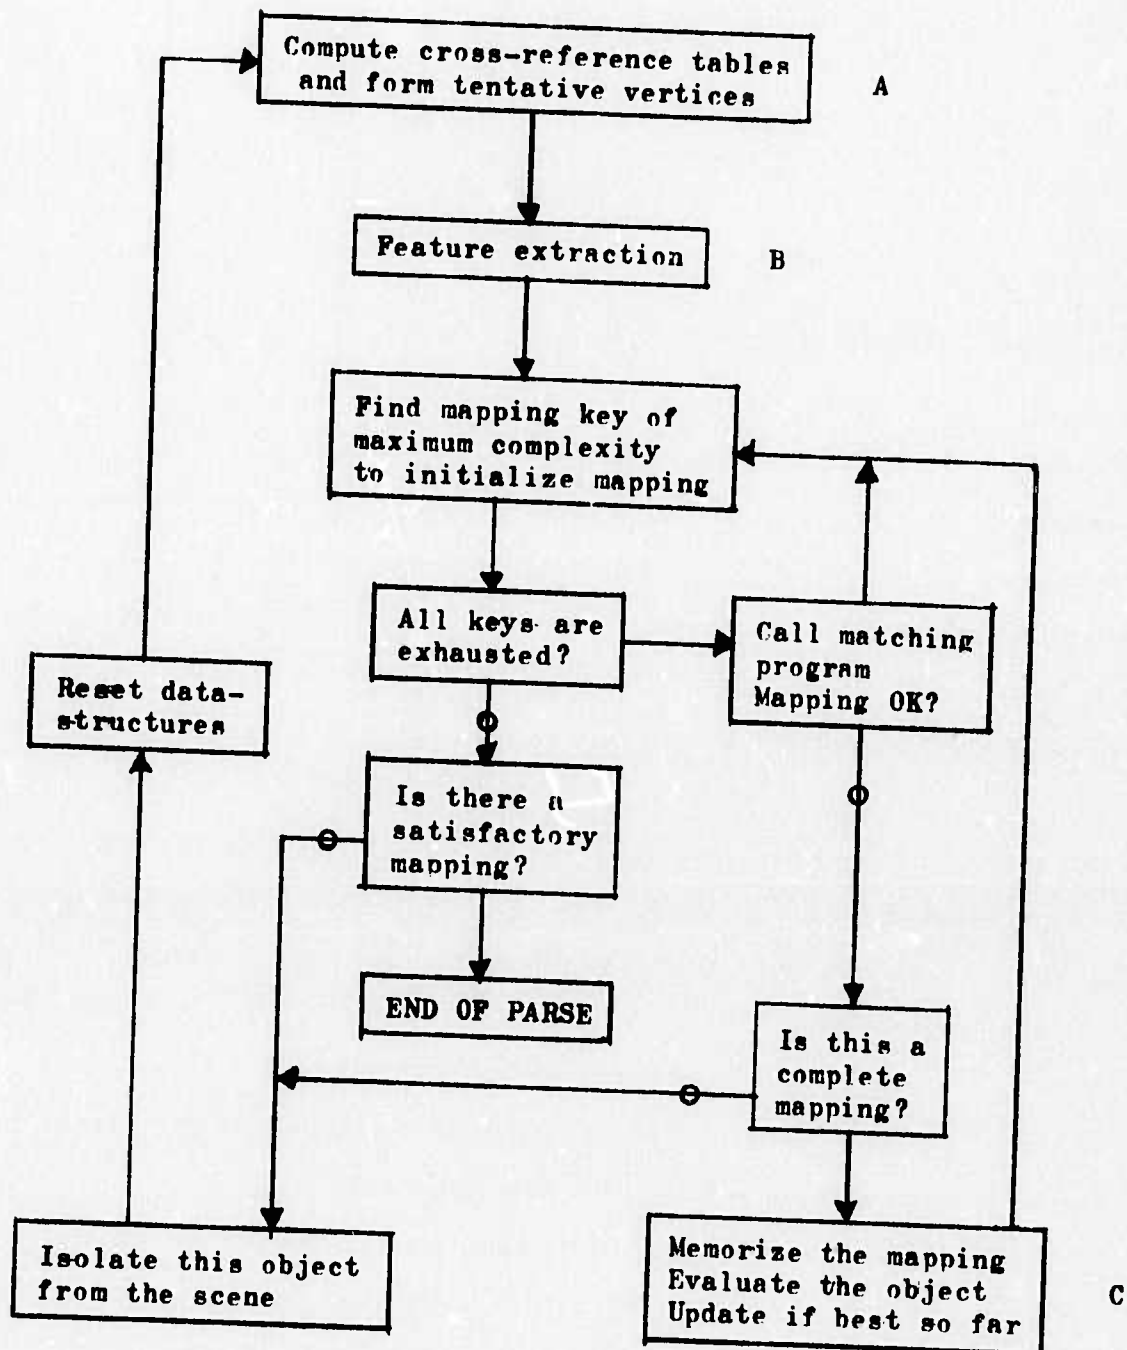 Compute cross-reference tables
and form tentative vertices
A
Feature extraction
B
Find mapping key of
maximum complexity
to initialize mapping
All keys are
exhausted?
Call matching
program
Mapping OK?
Reset data-
structures
Is there a
satisfactory
mapping?
END OF PARSE
Is this a
complete
mapping?
Isolate this object
from the scene
Memorize the mapping
Evaluate the object
Update if best so far
C